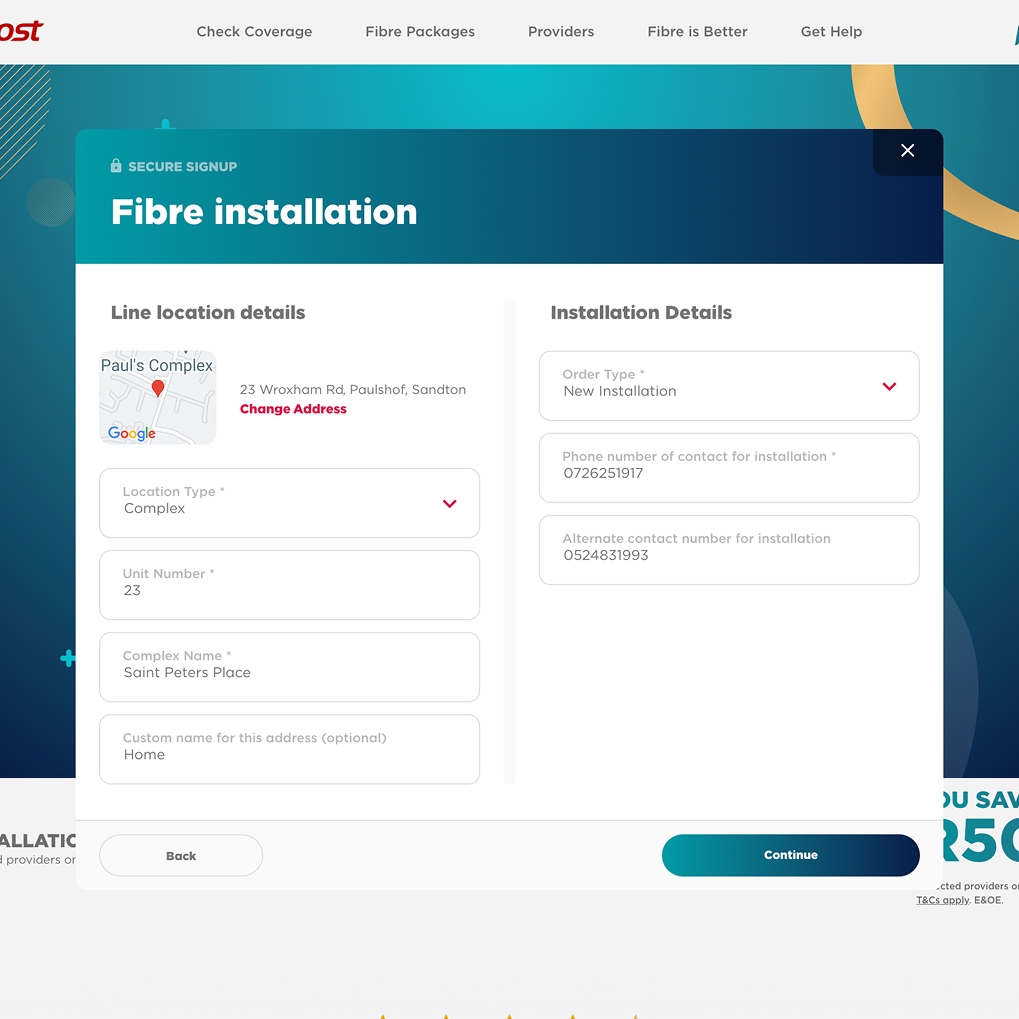 ost
Check Coverage
Fibre Packages
Providers
Fibre is Better
Get Help
SECURE SIGNUP
Fibre installation
Line location details
Paul's Complex
Google
23 Wroxham Rd, Paulshof, Sandton
Change Address
Location Type *
Complex
Unit Number *
23
Complex Name *
Saint Peters Place
Custom name for this address (optional)
Home
Installation Details
Order Type *
New Installation
Phone number of contact for installation *
0726251917
Alternate contact number for installation
0524831993
Back
Continue
ALLATIO
d providers or
OU SAV
R50
cted providers o
T&Cs apply. E&OE.